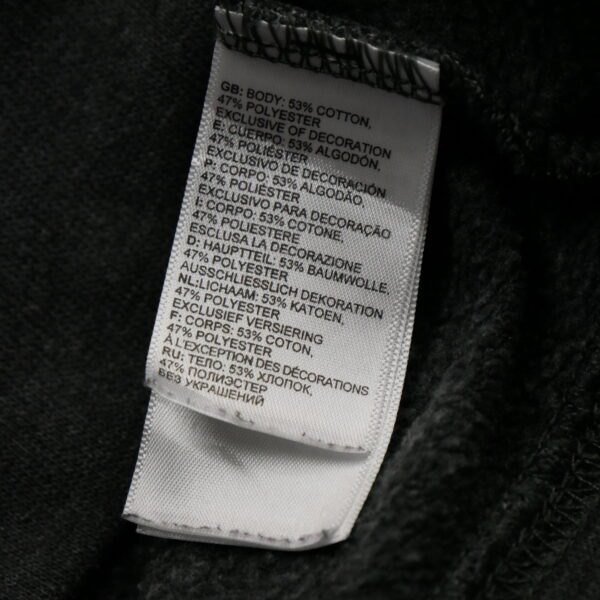 GB: BODY: 53% COTTON,
47% POLYESTER
EXCLUSIVE OF DECORATION
E: CUERPO: 53% ALGODÓN,
47% POLIÉSTER
EXCLUSIVO DE DECORACIÓN
P: CORPO: 53% ALGODÃO,
47% POLIÉSTER
EXCLUSIVO PARA DECORAÇÃO
I: CORPO: 53% COTONE,
47% POLIESTERE
ESCLUSA LA DECORAZIONE
D: HAUPTTEIL: 53% BAUMWOLLE,
47% POLYESTER
AUSSCHLIESSLICH DEKORATION
NL:LICHAAM: 53% KATOEN,
47% POLYESTER
EXCLUSIEF VERSIERING
F: CORPS: 53% COTON,
47% POLYESTER
À L'EXCEPTION DES DÉCORATIONS
RU: ТЕЛО: 53% ХЛОПОК,
47% ПОЛИЭСТЕР
БЕЗ УКРАШЕНИЙ